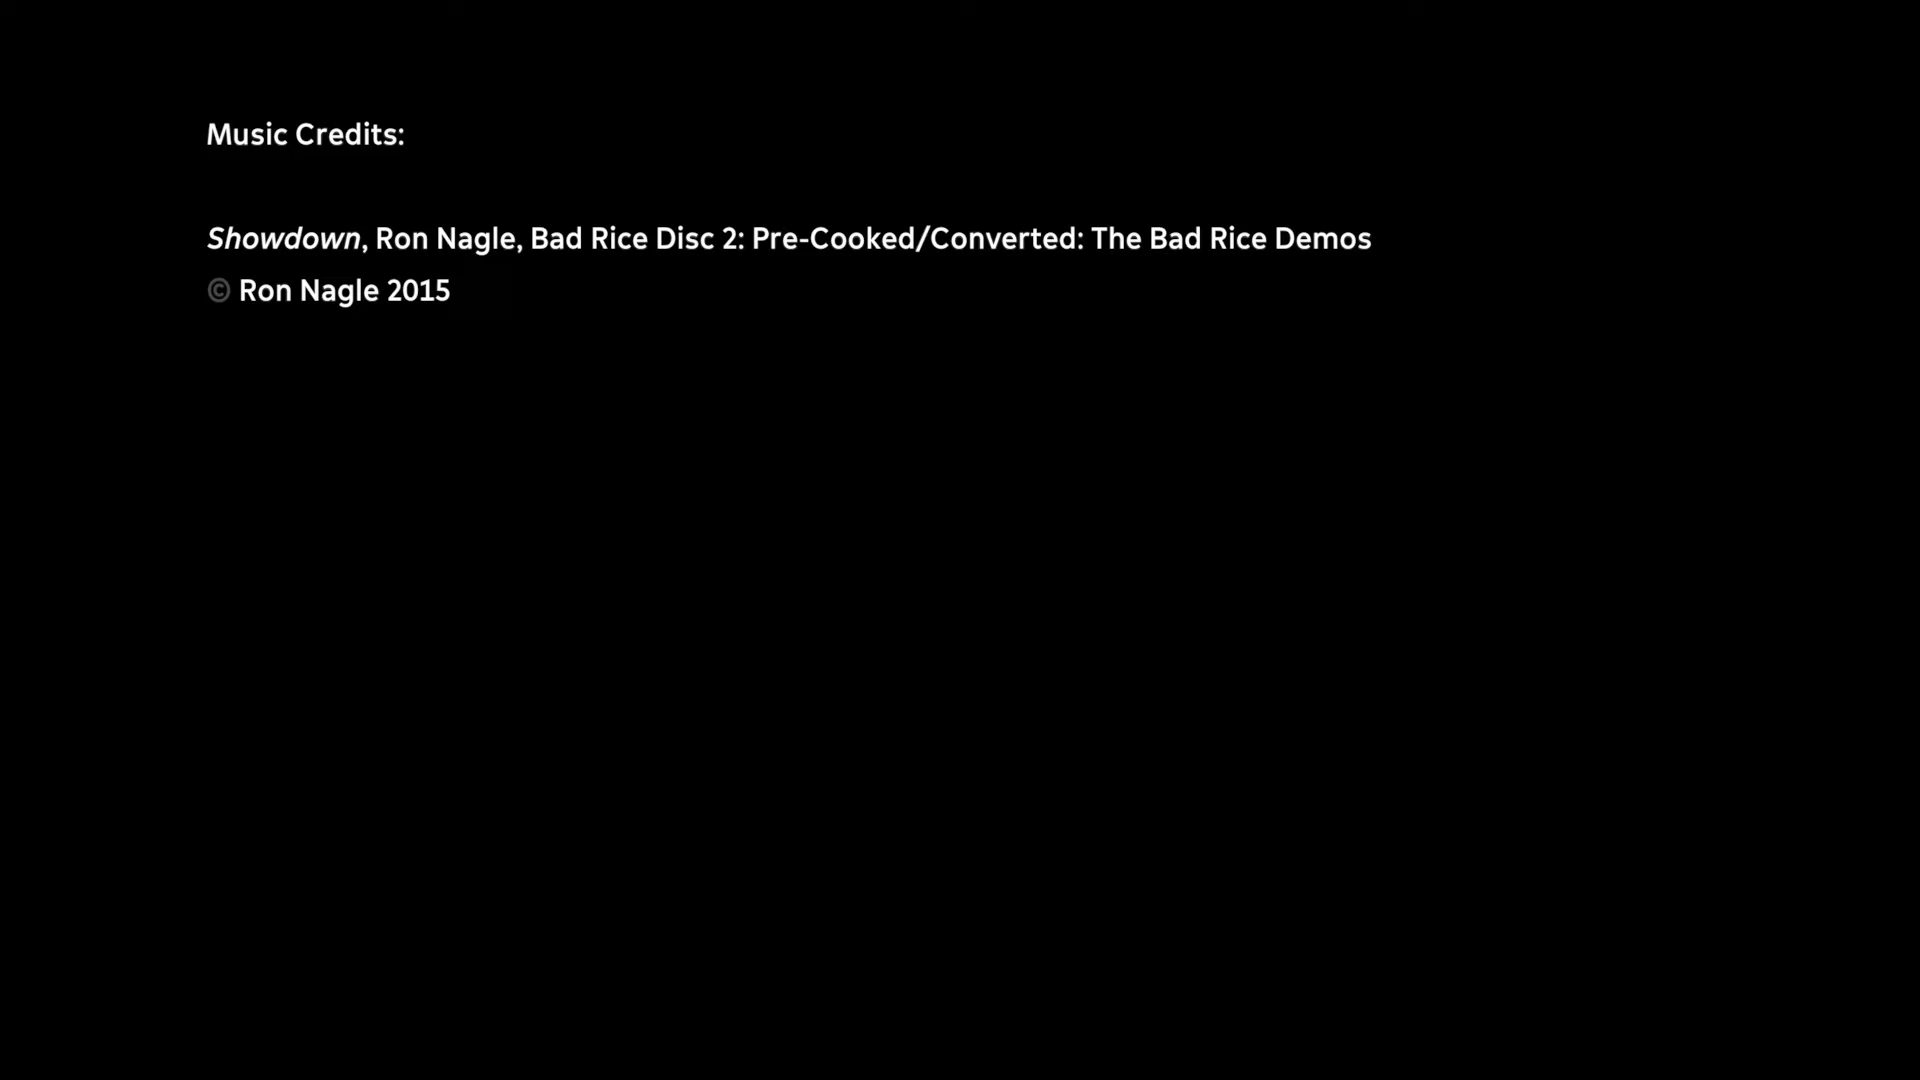 Music Credits:
Showdown, Ron Nagle, Bad Rice Disc 2: Pre-Cooked/Converted: The Bad Rice Demos
© Ron Nagle 2015